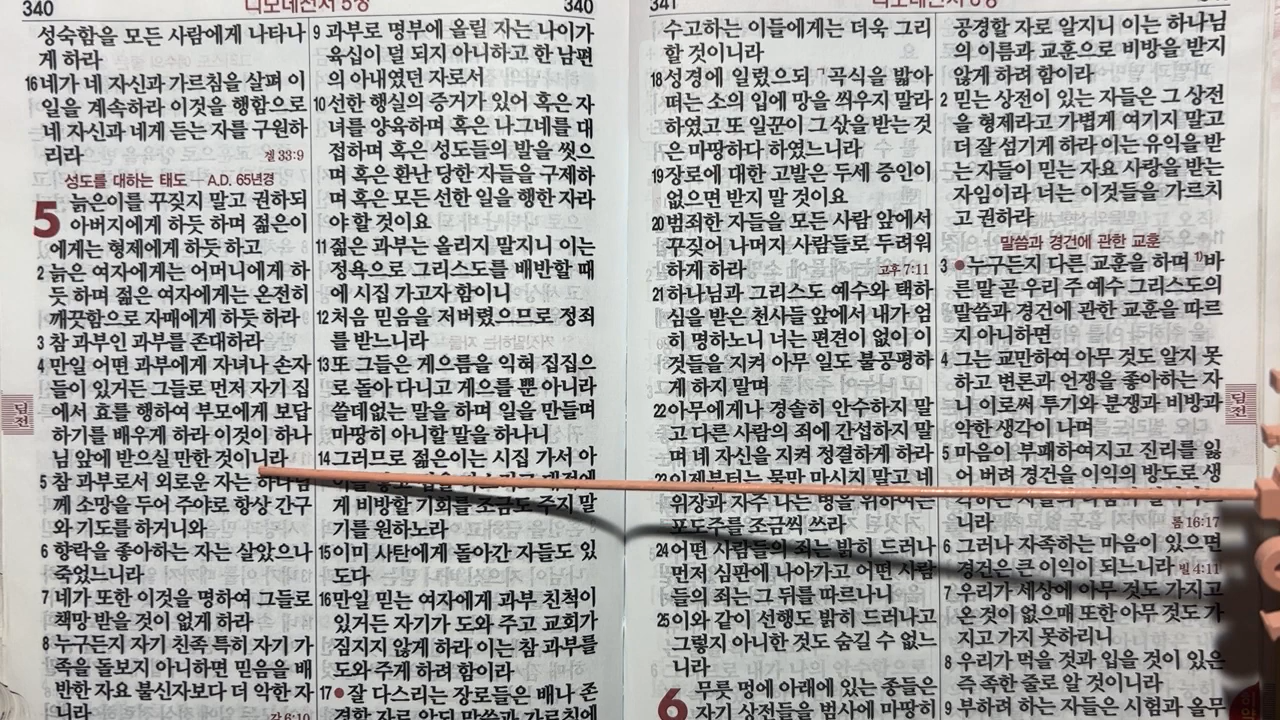 340
디모데전서 5장
340
성숙함을 모든 사람에게 나타나
게 하라
16 네가 네 자신과 가르침을 살펴 이
일을 계속하라 이것을 행함으로
네 자신과 네게 듣는 자를 구원하
리라
겔 33:9
성도를 대하는 태도 A.D. 65년경
5 늙은이를 꾸짖지 말고 권하되
아버지에게 하듯 하며 젊은이
에게는 형제에게 하듯 하고
2 늙은 여자에게는 어머니에게 하
듯 하며 젊은 여자에게는 온전히
깨끗함으로 자매에게 하듯 하라
3 참 과부인 과부를 존대하라
4 만일 어떤 과부에게 자녀나 손자
들이 있거든 그들로 먼저 자기 집
에서 효를 행하여 부모에게 보답
하기를 배우게 하라 이것이 하나
님 앞에 받으실 만한 것이니라
5 참 과부로서 외로운 자는 하나님
께 소망을 두어 주야로 항상 간구
와 기도를 하거니와
6 향락을 좋아하는 자는 살았으나
죽었느니라
7 네가 또한 이것을 명하여 그들로
책망 받을 것이 없게 하라
8 누구든지 자기 친족 특히 자기 가
족을 돌보지 아니하면 믿음을 배
반한 자요 불신자보다 더 악한 자
니라
갈 6:10
9 과부로 명부에 올릴 자는 나이가
육십이 덜 되지 아니하고 한 남편
의 아내였던 자로서
10 선한 행실의 증거가 있어 혹은 자
녀를 양육하며 혹은 나그네를 대
접하며 혹은 성도들의 발을 씻으
며 혹은 환난 당한 자들을 구제하
며 혹은 모든 선한 일을 행한 자라
야 할 것이요
11 젊은 과부는 올리지 말지니 이는
정욕으로 그리스도를 배반할 때
에 시집 가고자 함이니
12 처음 믿음을 저버렸으므로 정죄
를 받느니라
13 또 그들은 게으름을 익혀 집집으
로 돌아 다니고 게으를 뿐 아니라
쓸데없는 말을 하며 일을 만들며
마땅히 아니할 말을 하나니
14 그러므로 젊은이는 시집 가서 아
이를 낳고 집을
게 비방할 기회를 조금도 주지 말
기를 원하노라
15 이미 사탄에게 돌아간 자들도 있
도다
16 만일 믿는 여자에게 과부 친척이
있거든 자기가 도와 주고 교회가
짐지지 않게 하라 이는 참 과부를
도와주게 하려 함이라
17 ●잘 다스리는 장로들은 배나 존
경할 자로 알되 말씀과 가르침에
341
수고하는 이들에게는 더욱 그리
할 것이니라
18 성경에 일렀으되 곡식을 밟아
떠는 소의 입에 망을 씌우지 말라
하였고 또 일꾼이 그 삯을 받는 것
은 마땅하다 하였느니라
19 장로에 대한 고발은 두세 증인이
없으면 받지 말 것이요
20 범죄한 자들을 모든 사람 앞에서
꾸짖어 나머지 사람들로 두려워
하게 하라
고후 7:11
21 하나님과 그리스도 예수와 택하
심을 받은 천사들 앞에서 내가 엄
히 명하노니 너는 편견이 없이 이
것들을 지켜 아무 일도 불공평하
게 하지 말며
22 아무에게나 경솔히 안수하지 말
고 다른 사람의 죄에 간섭하지 말
며 네 자신을 지켜 정결하게 하라
23 이제부터는 물만 마시지 말고 네
위장과 자주 나는 병을 위하여는
포도주를 조금씩 쓰라
24 어떤 사람들의 죄는 밝히 드러나
먼저 심판에 나아가고 어떤 사람
들의 죄는 그 뒤를 따르나니
25 이와 같이 선행도 밝히 드러나고
그렇지 아니한 것도 숨길 수 없느
니라
6 무릇 멍에 아래에 있는 종들은
자기 상전들을 범사에 마땅히
공경할 자로 알지니 이는 하나님
의 이름과 교훈으로 비방을 받지
않게 하려 함이라
2 믿는 상전이 있는 자들은 그 상전
을 형제라고 가볍게 여기지 말고
더 잘 섬기게 하라 이는 유익을 받
는 자들이 믿는 자요 사랑을 받는
자임이라 너는 이것들을 가르치
고 권하라
말씀과 경건에 관한 교훈
3 ●누구든지 다른 교훈을 하며 1)바
른 말 곧 우리 주 예수 그리스도의
말씀과 경건에 관한 교훈을 따르
지 아니하면
4 그는 교만하여 아무 것도 알지 못
하고 변론과 언쟁을 좋아하는 자
니 이로써 투기와 분쟁과 비방과
악한 생각이 나며
5 마음이 부패하여지고 진리를 잃
어 버려 경건을 이익의 방도로 생
니라
롬 16:17
6 그러나 자족하는 마음이 있으면
경건은 큰 이익이 되느니라
빌 4:11
7 우리가 세상에 아무 것도 가지고
온 것이 없으매 또한 아무 것도 가
지고 가지 못하리니
8 우리가 먹을 것과 입을 것이 있은
즉 족한 줄로 알 것이니라
9 부하려 하는 자들은 시험과 올무
딤전
딤전